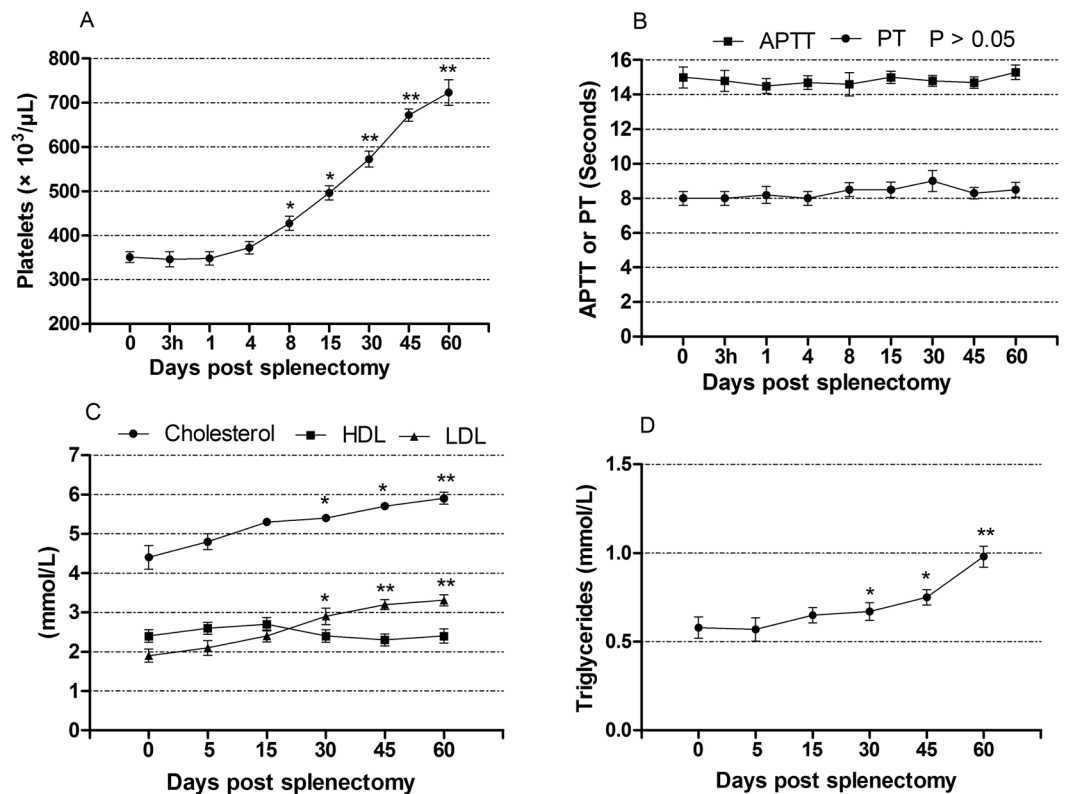 A
Platelets (× 10³/µL)
800
700
600
500
400
300
200
* * ** ** **
0 3h 1 4 8 15 30 45 60
Days post splenectomy
B
APTT PT P > 0.05
APTT or PT (Seconds)
16
14
12
10
8
6
4
2
0
0 3h 1 4 8 15 30 45 60
Days post splenectomy
C
Cholesterol HDL LDL
(mmol/L)
7
6
5
4
3
2
1
0
* * **
* ** **
0 5 15 30 45 60
Days post splenectomy
D
Triglycerides (mmol/L)
1.5
1.0
0.5
0.0
* * **
0 5 15 30 45 60
Days post splenectomy